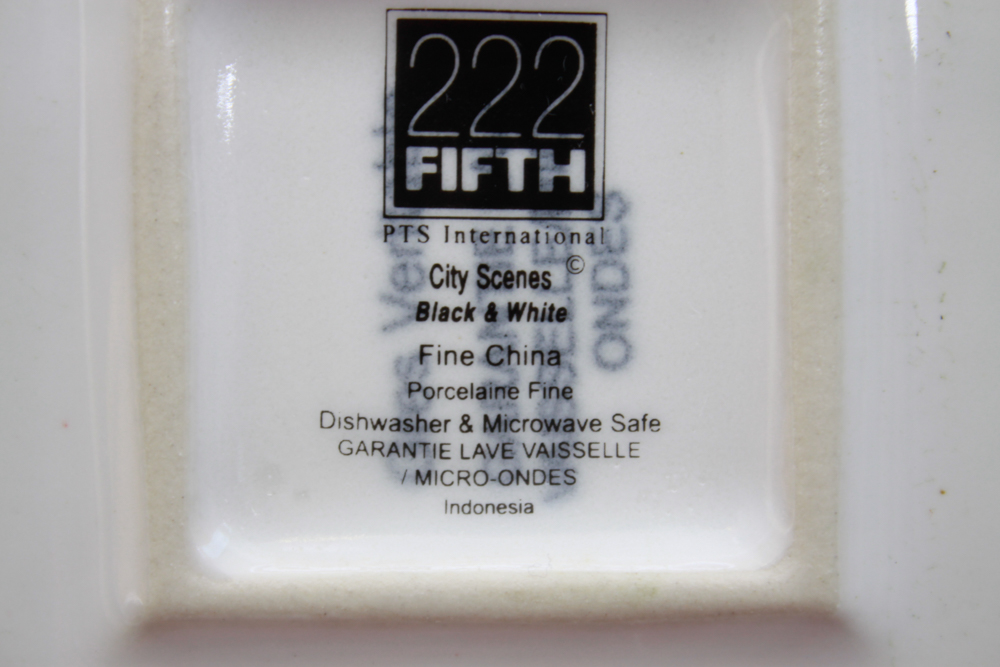 222
FIFTH
PTS International
City Scenes ©
Black & White
Fine China
Porcelaine Fine
Dishwasher & Microwave Safe
GARANTIE LAVE VAISSELLE
/ MICRO-ONDES
Indonesia
ONDES